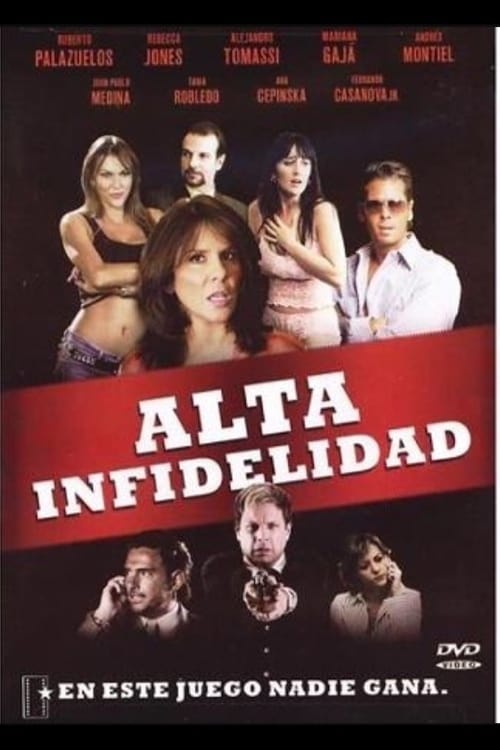 ROBERTO REBECCA ALEJANDRO MARIANA ANDRÉS
PALAZUELOS JONES TOMASSI GAJÁ MONTIEL
JUAN PABLO TANIA ANA FERNANDO
MEDINA ROBLEDO CEPINSKA CASANOVA JR.
ALTA
INFIDELIDAD
DVD
VIDEO
EN ESTE JUEGO NADIE GANA.